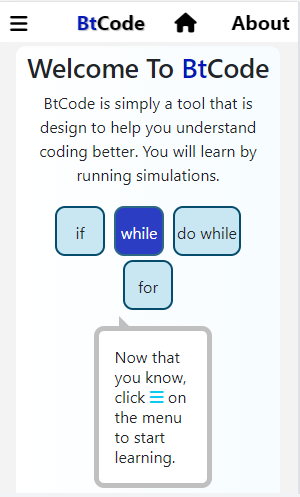 BtCode About
Welcome To BtCode
BtCode is simply a tool that is
design to help you understand
coding better. You will learn by
running simulations.
if while do while
for
Now that
you know,
click on
the menu
to start
learning.